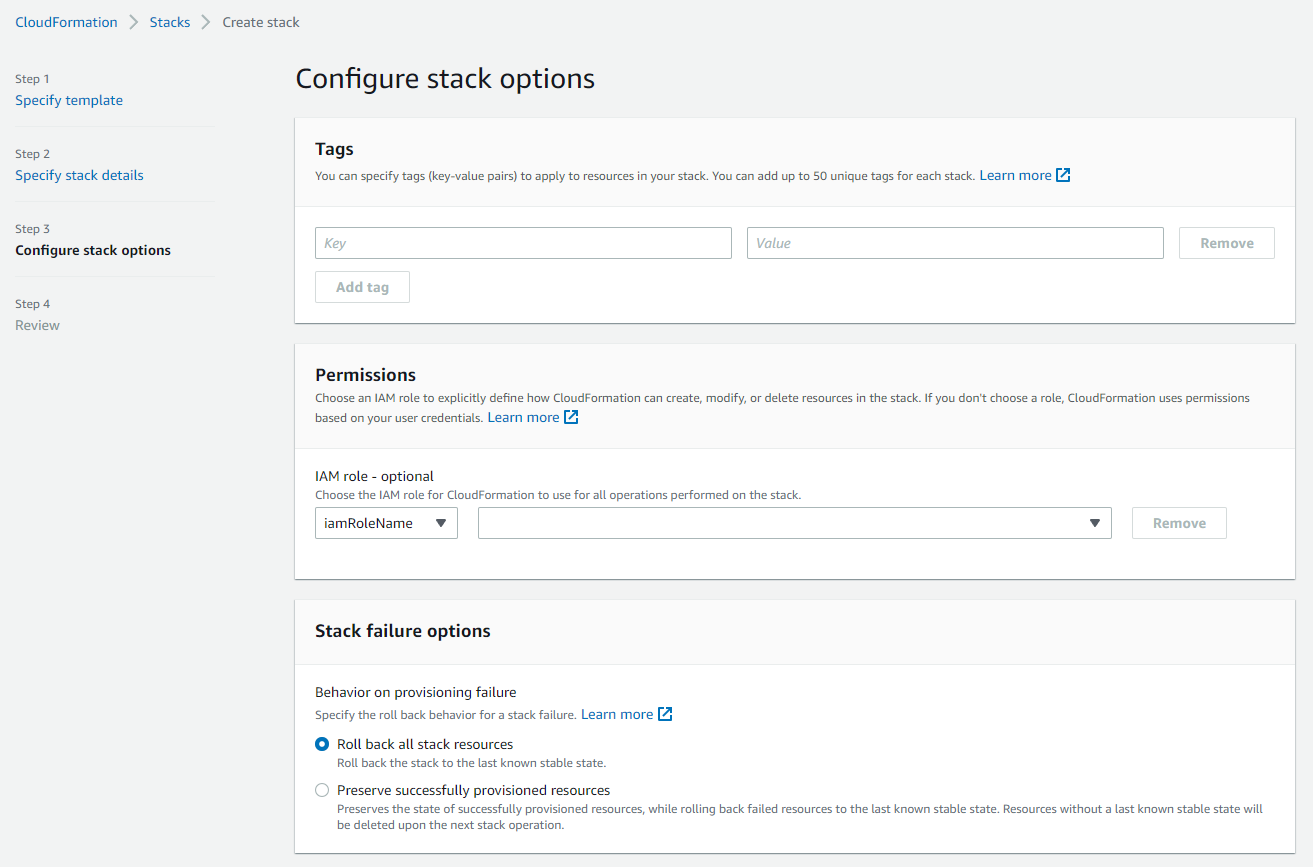 CloudFormation > Stacks > Create stack
Step 1
Specify template
Step 2
Specify stack details
Step 3
Configure stack options
Step 4
Review
Configure stack options
Tags
You can specify tags (key-value pairs) to apply to resources in your stack. You can add up to 50 unique tags for each stack. Learn more
Key Value Remove
Add tag
Permissions
Choose an IAM role to explicitly define how CloudFormation can create, modify, or delete resources in the stack. If you don't choose a role, CloudFormation uses permissions
based on your user credentials. Learn more
IAM role - optional
Choose the IAM role for CloudFormation to use for all operations performed on the stack.
iamRoleName Remove
Stack failure options
Behavior on provisioning failure
Specify the roll back behavior for a stack failure. Learn more
Roll back all stack resources
Roll back the stack to the last known stable state.
Preserve successfully provisioned resources
Preserves the state of successfully provisioned resources, while rolling back failed resources to the last known stable state. Resources without a last known stable state will
be deleted upon the next stack operation.